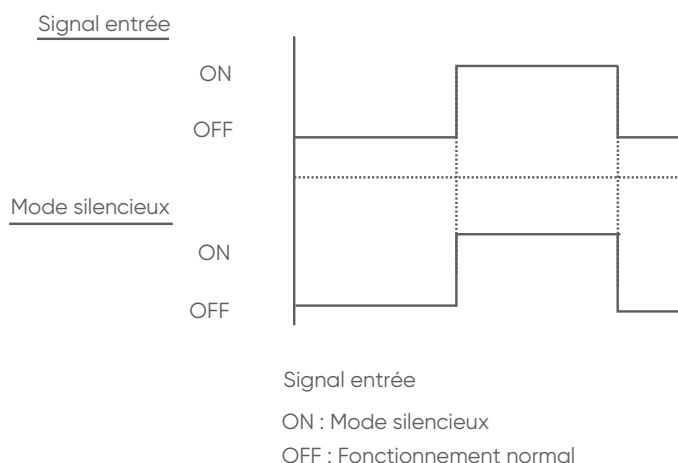 Signal entrée
ON
OFF
Mode silencieux
ON
OFF
Signal entrée
ON : Mode silencieux
OFF : Fonctionnement normal